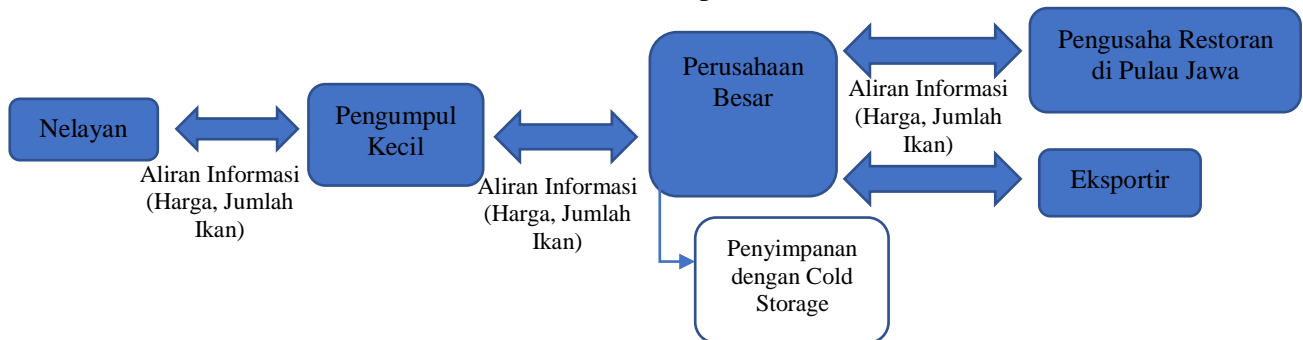 Nelayan
Aliran Informasi
(Harga, Jumlah
Ikan)
Pengumpul
Kecil
Aliran Informasi
(Harga, Jumlah
Ikan)
Perusahaan
Besar
Penyimpanan
dengan Cold
Storage
Aliran Informasi
(Harga, Jumlah
Ikan)
Pengusaha Restoran
di Pulau Jawa
Eksportir